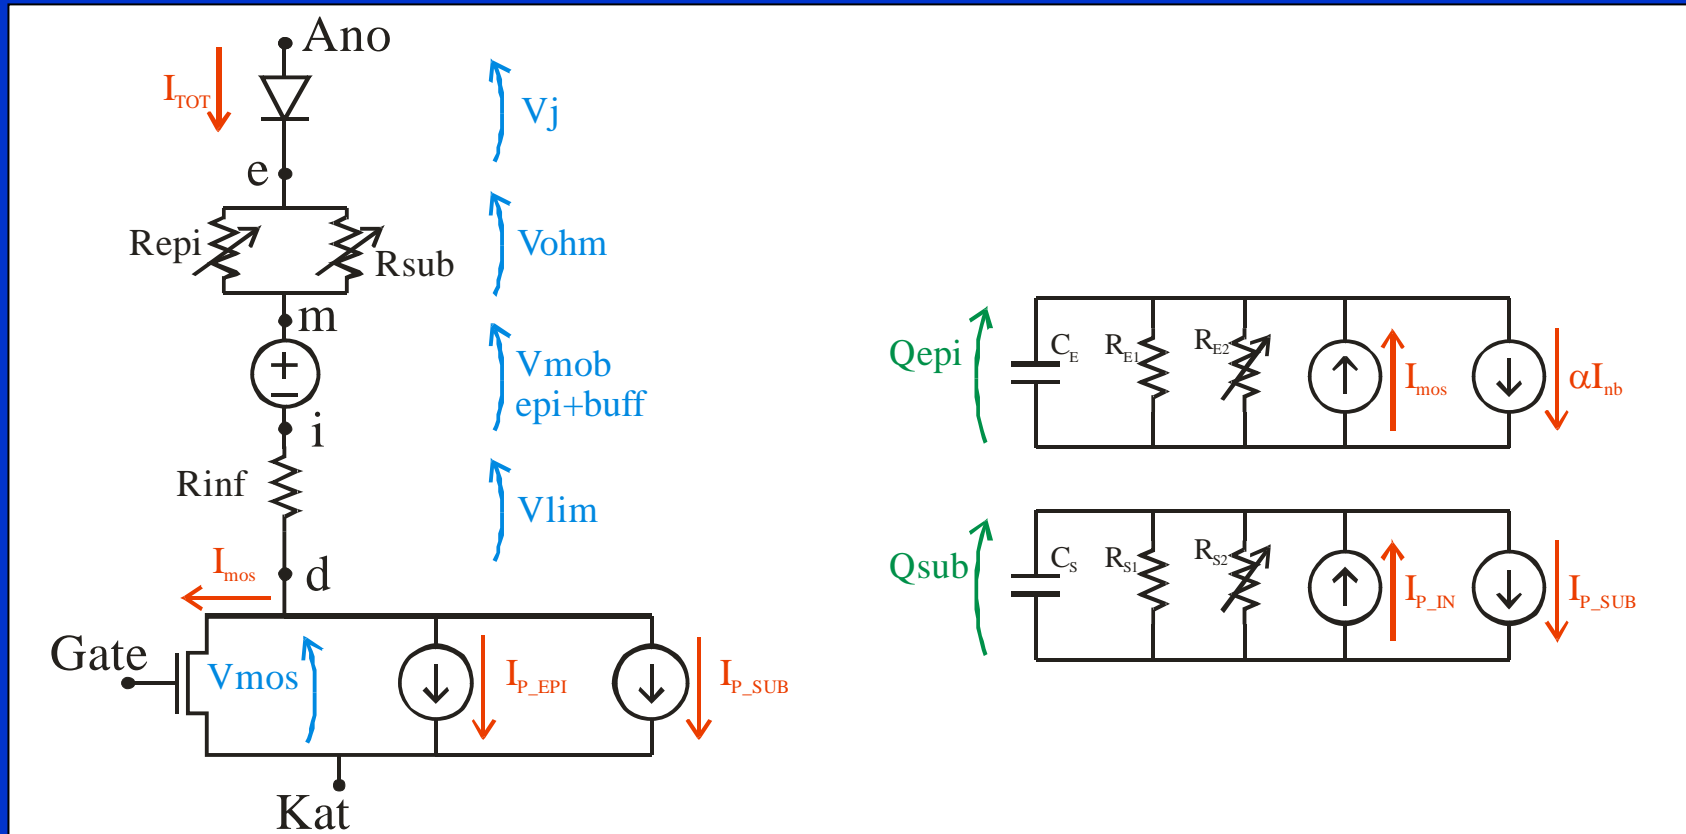 Ano
I_TOT
Vj
e
Repi
Rsub
Vohm
m
Vmob
epi+buff
i
Rinf
Vlim
I_mos
d
Gate
Vmos
I_P_EPI
I_P_SUB
Kat
Qepi
C_E
R_E1
R_E2
I_mos
αI_nb
Qsub
C_S
R_S1
R_S2
I_P_IN
I_P_SUB